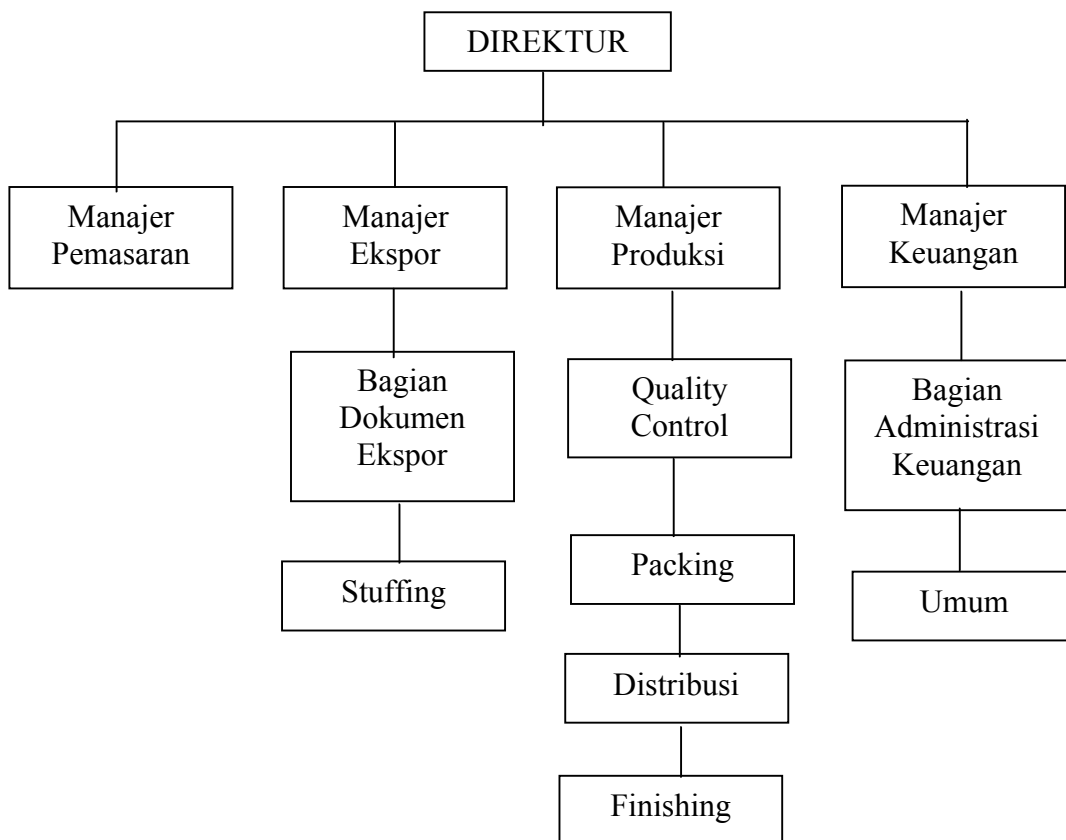 DIREKTUR
Manajer
Pemasaran
Manajer
Ekspor
Manajer
Produksi
Manajer
Keuangan
Bagian
Dokumen
Ekspor
Quality
Control
Bagian
Administrasi
Keuangan
Stuffing
Packing
Umum
Distribusi
Finishing